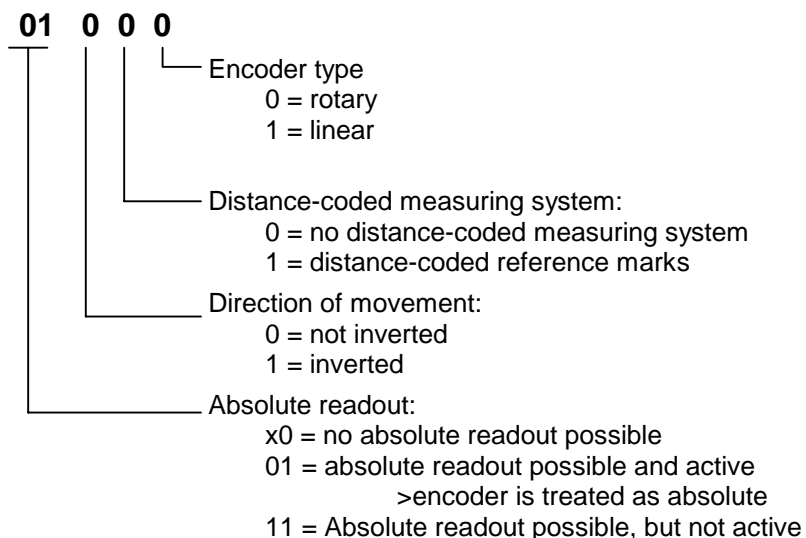 01 0 0 0
Encoder type
0 = rotary
1 = linear
Distance-coded measuring system:
0 = no distance-coded measuring system
1 = distance-coded reference marks
Direction of movement:
0 = not inverted
1 = inverted
Absolute readout:
x0 = no absolute readout possible
01 = absolute readout possible and active
>encoder is treated as absolute
11 = Absolute readout possible, but not active